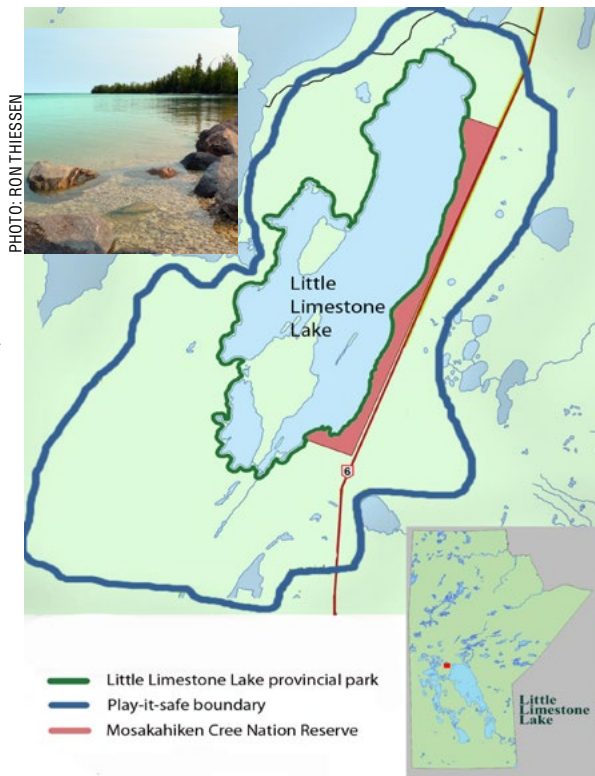 PHOTO: RON THIESSEN
Little
Limestone
Lake
6
Little
Limestone
Lake
Little Limestone Lake provincial park
Play-it-safe boundary
Mosakahiken Cree Nation Reserve